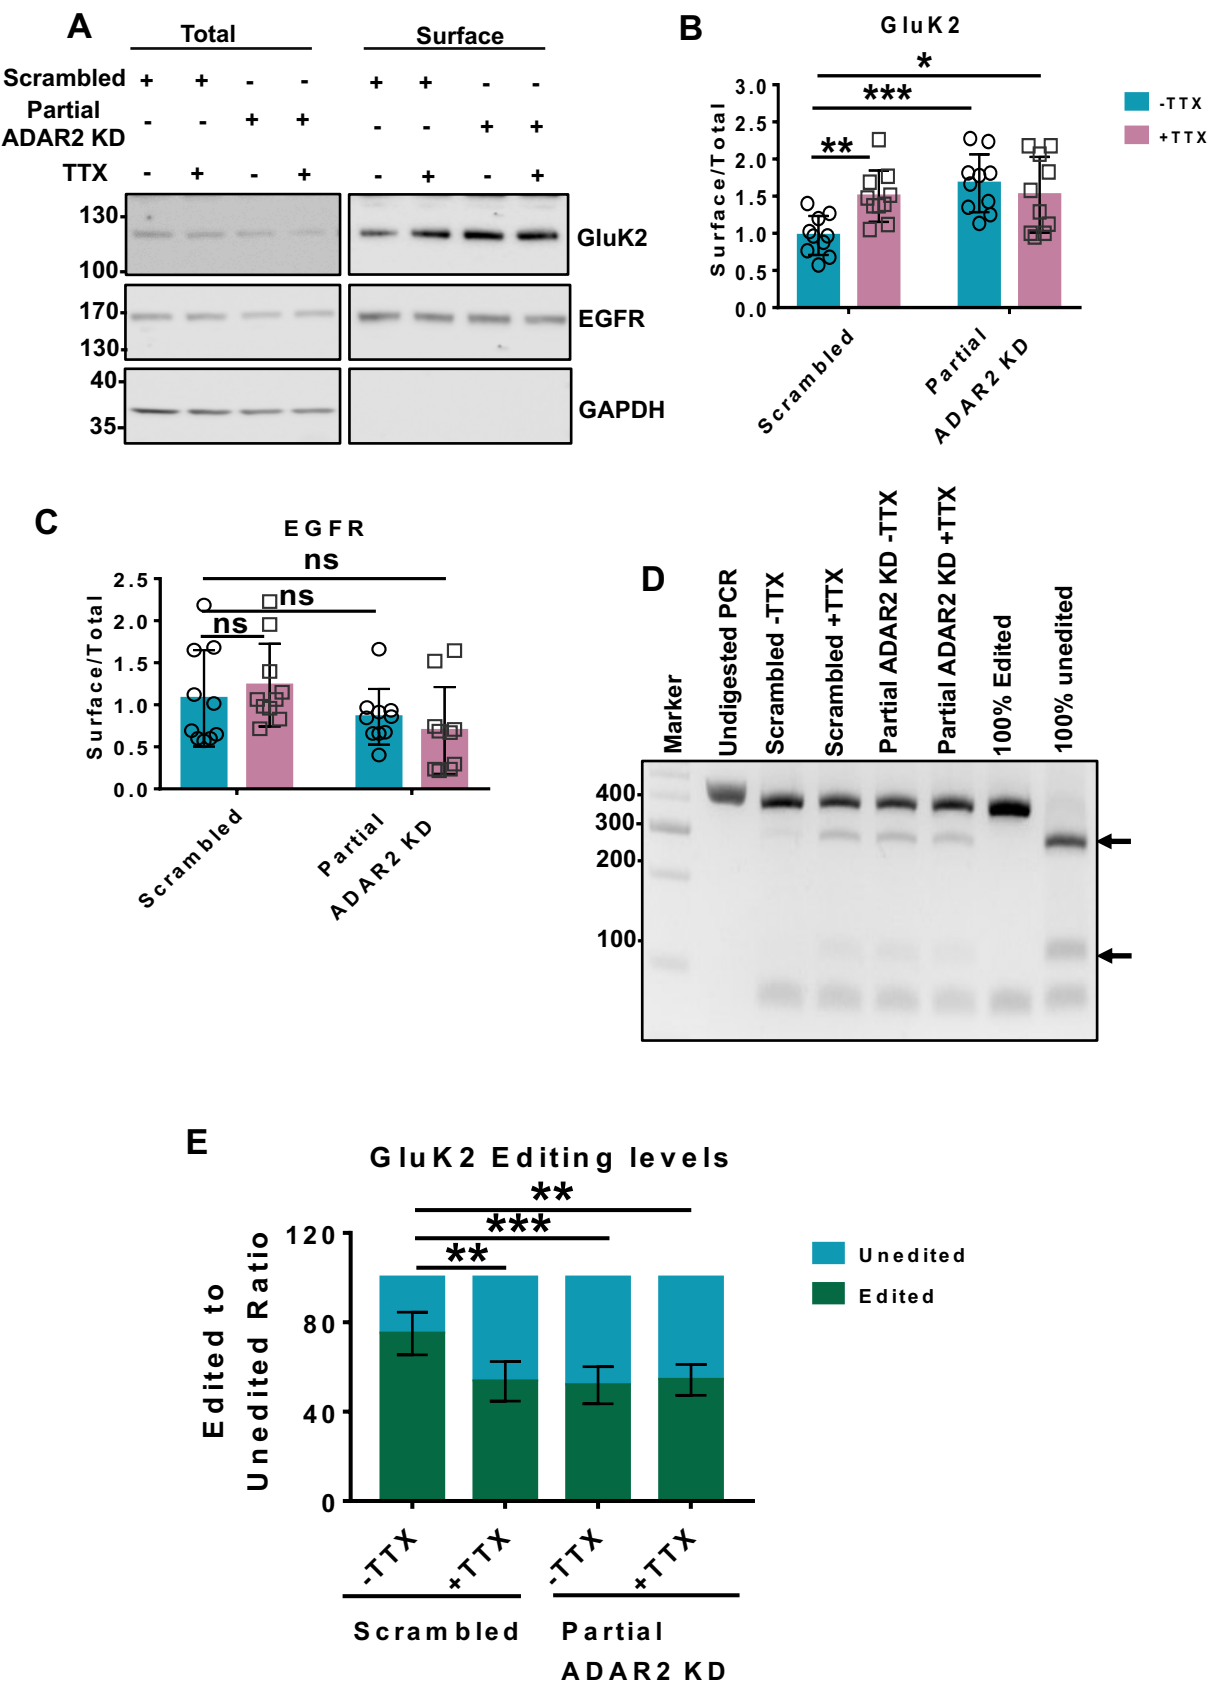 A
Total
Surface
Scrambled + + - - + + - -
Partial
ADAR2 KD - - + + - - + +
TTX - + - + - + - +
130
100
GluK2
170
130
EGFR
40
35
GAPDH
B
GluK2
*
***
**
Surface/Total
3.0
2.5
2.0
1.5
1.0
0.5
0.0
Scrambled
Partial
ADAR2 KD
-TTX
+TTX
C
EGFR
ns
ns
ns
Surface/Total
2.5
2.0
1.5
1.0
0.5
0.0
Scrambled
Partial
ADAR2 KD
D
Marker
Undigested PCR
Scrambled -TTX
Scrambled +TTX
Partial ADAR2 KD -TTX
Partial ADAR2 KD +TTX
100% Edited
100% unedited
400
300
200
100
E
GluK2 Editing levels
**
***
**
Edited to
Unedited Ratio
120
80
40
0
-TTX
+TTX
-TTX
+TTX
Scrambled
Partial
ADAR2 KD
Unedited
Edited